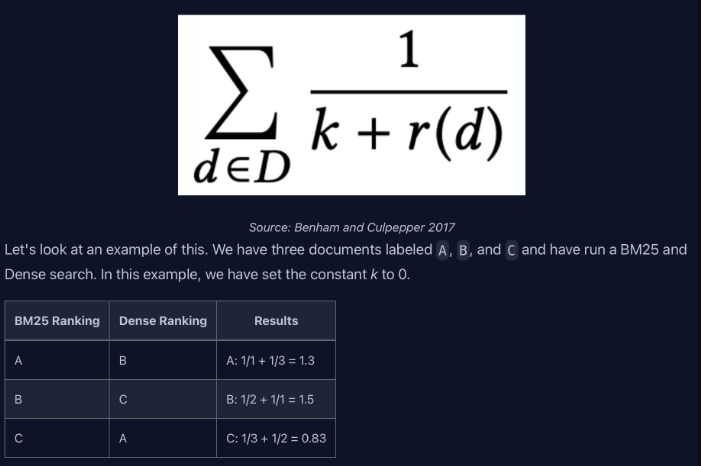 1
∑ k + r(d)
d∈D
Source: Benham and Culpepper 2017
Let's look at an example of this. We have three documents labeled A, B, and C and have run a BM25 and
Dense search. In this example, we have set the constant k to 0.
BM25 Ranking Dense Ranking Results
A B A: 1/1 + 1/3 = 1.3
B C B: 1/2 + 1/1 = 1.5
C A C: 1/3 + 1/2 = 0.83